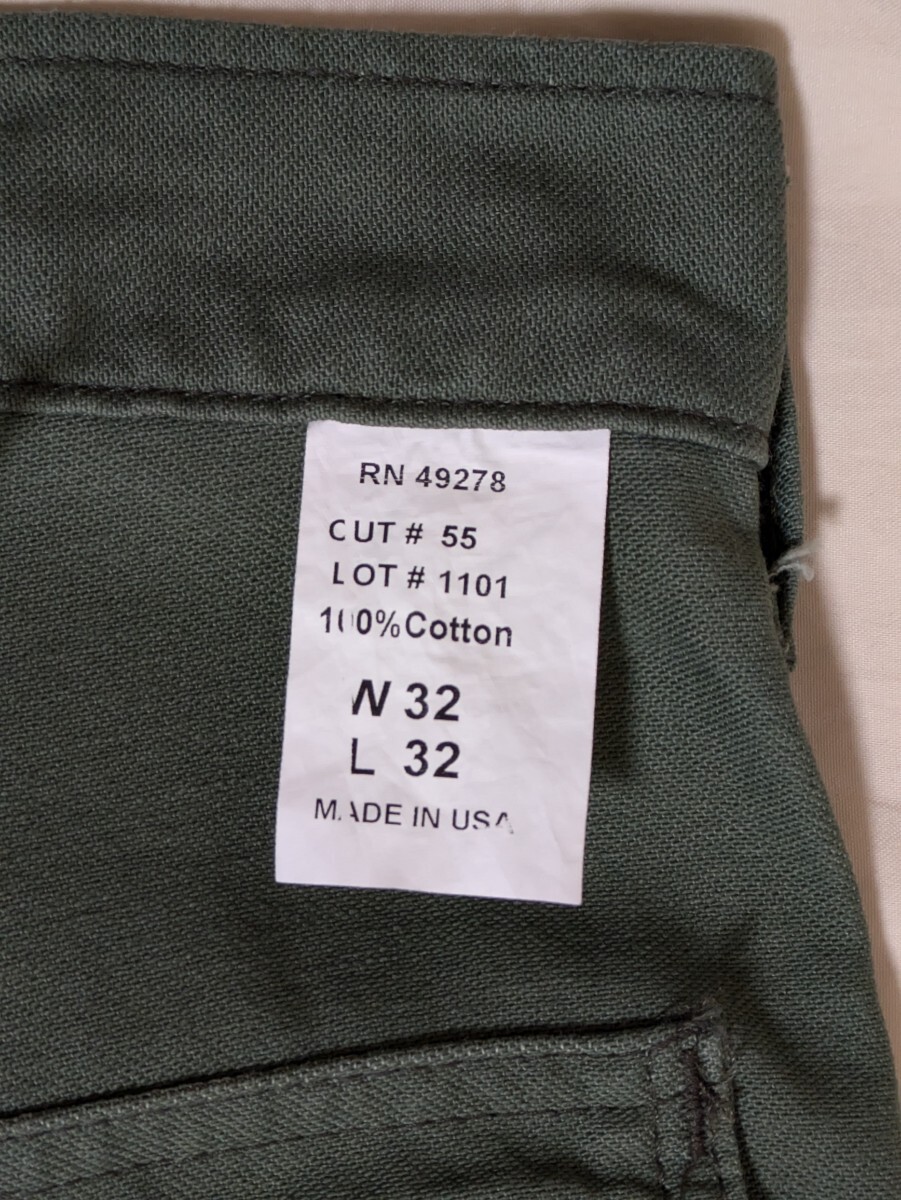 RN 49278
CUT # 55
LOT # 1101
100%Cotton
W 32
L 32
MADE IN USA